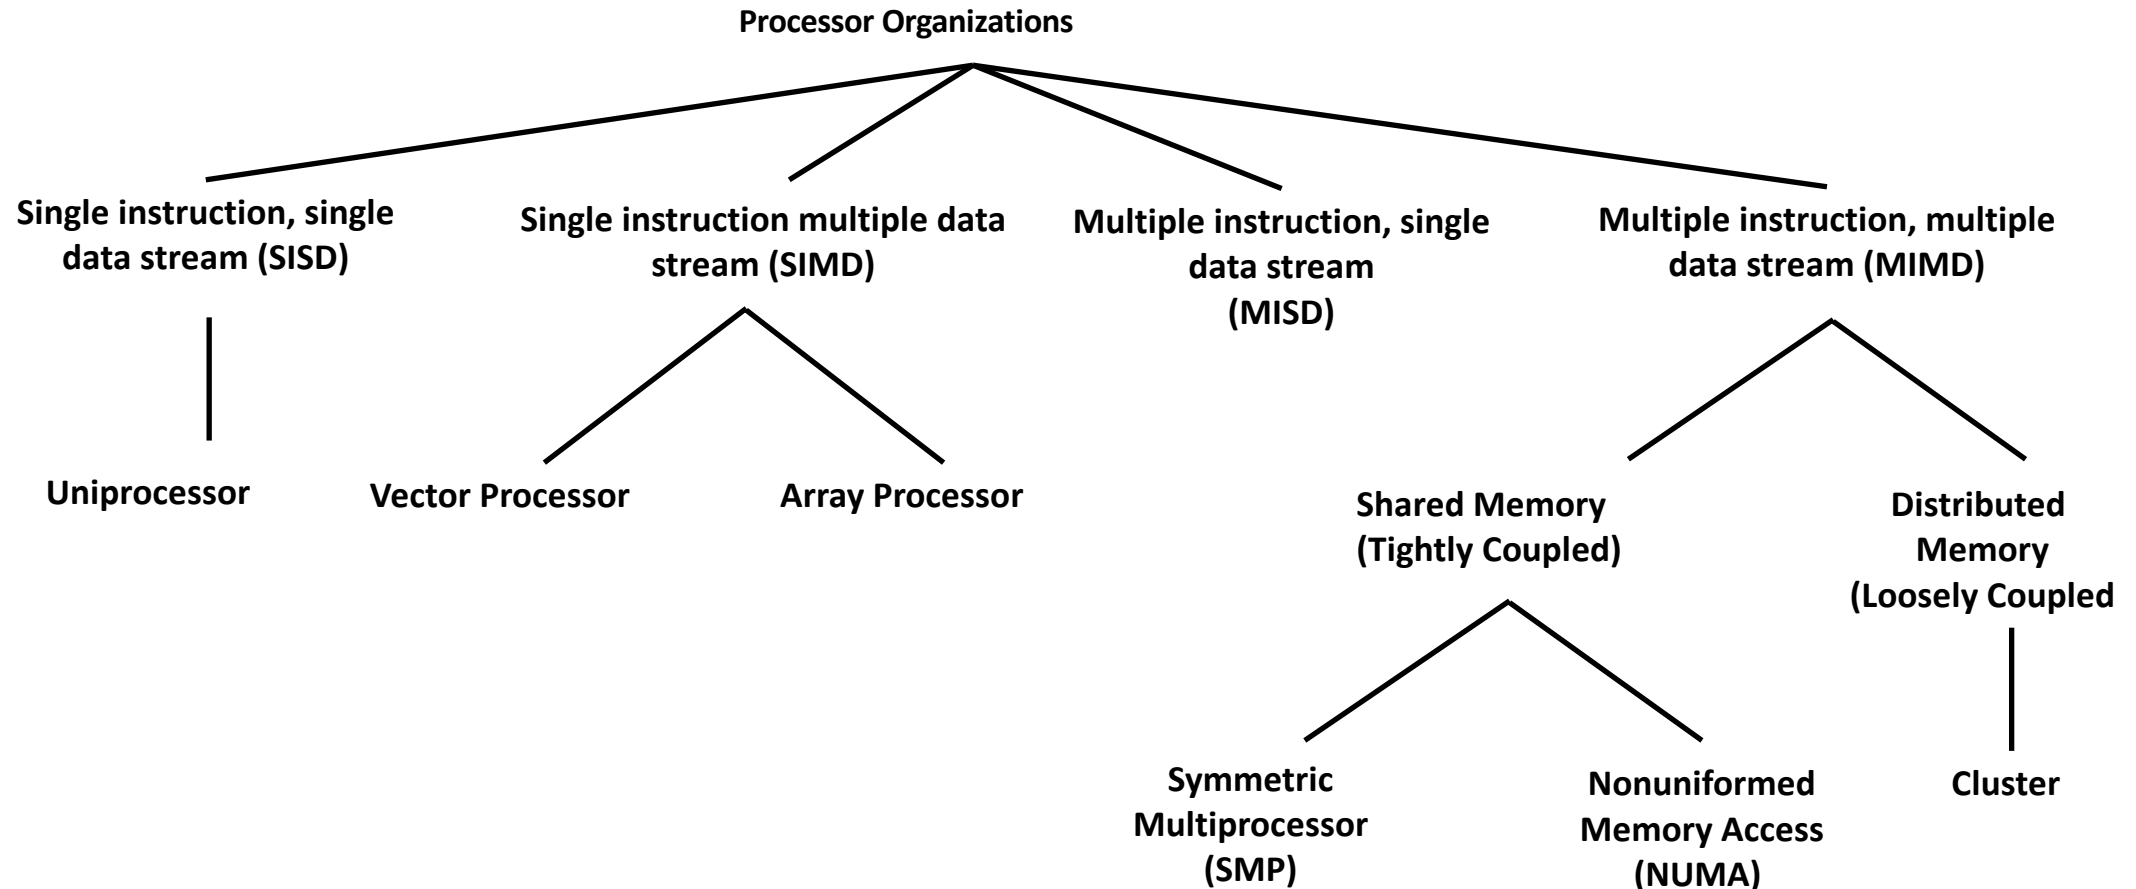 Processor Organizations
Single instruction, single
data stream (SISD)
Single instruction multiple data
stream (SIMD)
Multiple instruction, single
data stream
(MISD)
Multiple instruction, multiple
data stream (MIMD)
Uniprocessor
Vector Processor
Array Processor
Shared Memory
(Tightly Coupled)
Distributed
Memory
(Loosely Coupled
Symmetric
Multiprocessor
(SMP)
Nonuniformed
Memory Access
(NUMA)
Cluster